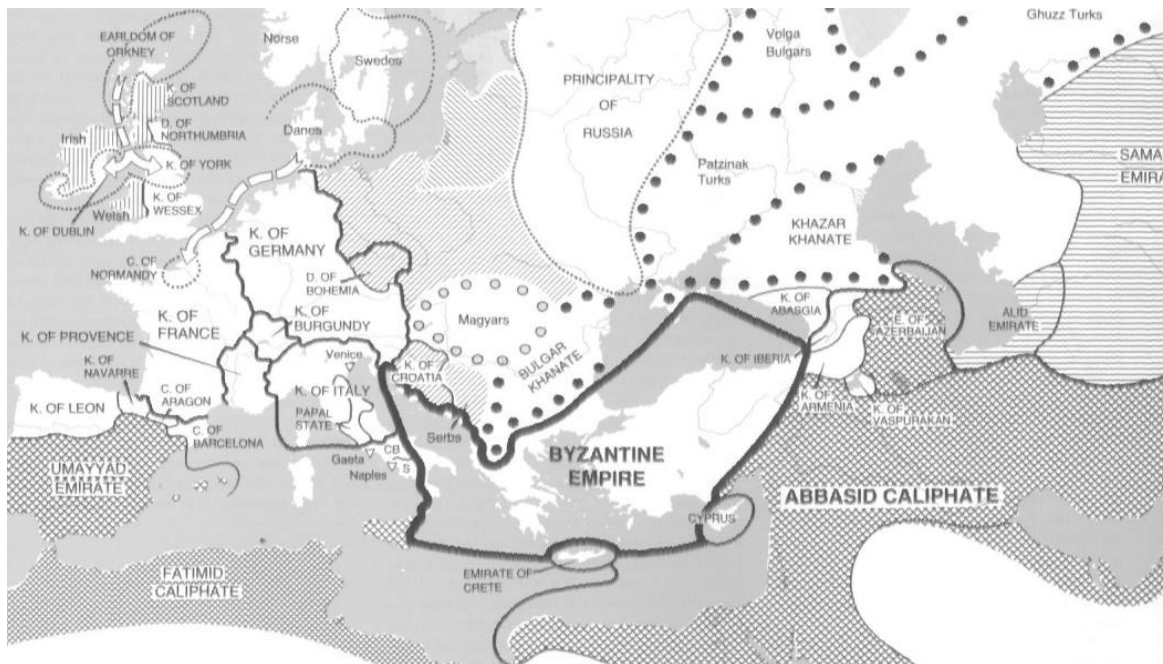 EARLDOM OF
ORKNEY
Norse
Swedes
Volga
Bulgars
Ghuzz Turks
K. OF
SCOTLAND
PRINCIPALITY
OF
RUSSIA
D. OF
NORTHUMBRIA
Irish
Danes
K. OF YORK
Patzinak
Turks
SAMA
EMIRA
K. OF
WESSEX
Welsh
K. OF DUBLIN
K. OF
GERMANY
KHAZAR
KHANATE
C. OF
NORMANDY
D. OF
BOHEMIA
K. OF
ABASGIA
K. OF
FRANCE
K. OF
BURGUNDY
Magyars
E. OF
AZERBAIJAN
ALID
EMIRATE
K. OF PROVENCE
Venice
K. OF
CROATIA
BULGAR
KHANATE
K. OF IBERIA
K. OF
NAVARRE
K. OF ITALY
K. OF
ARMENIA
K. OF LEON
C. OF
ARAGON
PAPAL
STATE
K. OF
VASPURAKAN
C. OF
BARCELONA
Serbs
Gaeta
CB
Naples
S
BYZANTINE
EMPIRE
UMAYYAD
EMIRATE
ABBASID CALIPHATE
CYPRUS
FATIMID
CALIPHATE
EMIRATE OF
CRETE